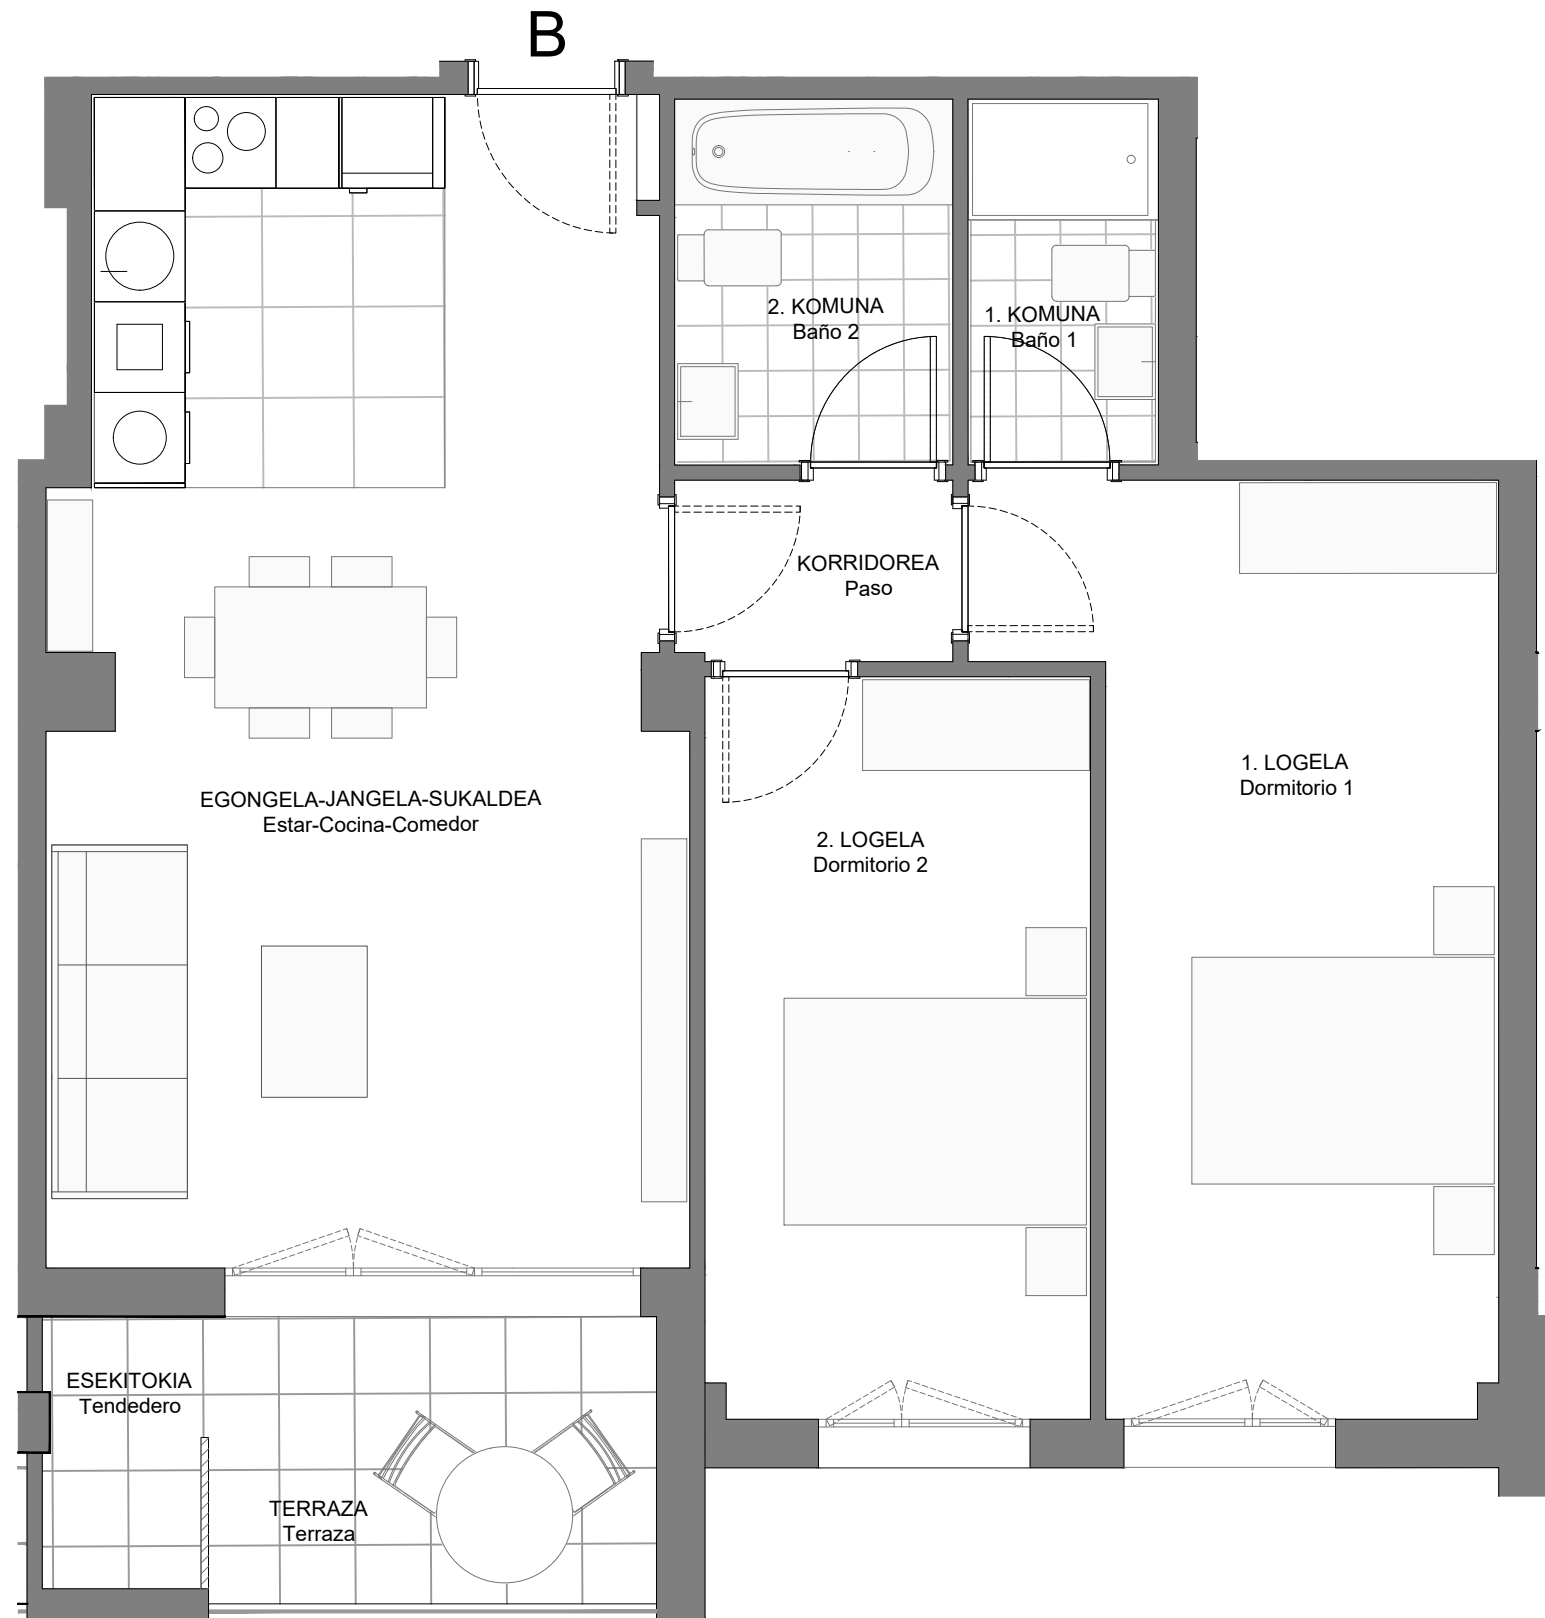 B
2. KOMUNA
Baño 2
1. KOMUNA
Baño 1
KORRIDOREA
Paso
1. LOGELA
Dormitorio 1
EGONGELA-JANGELA-SUKALDEA
Estar-Cocina-Comedor
2. LOGELA
Dormitorio 2
ESEKITOKIA
Tendedero
TERRAZA
Terraza